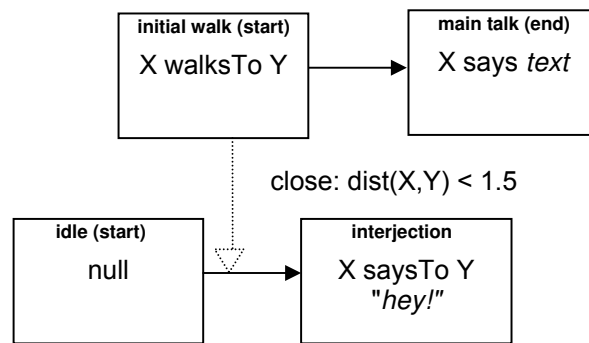 initial walk (start)
X walksTo Y
main talk (end)
X says text
close: dist(X,Y) < 1.5
idle (start)
null
interjection
X saysTo Y
"hey!"